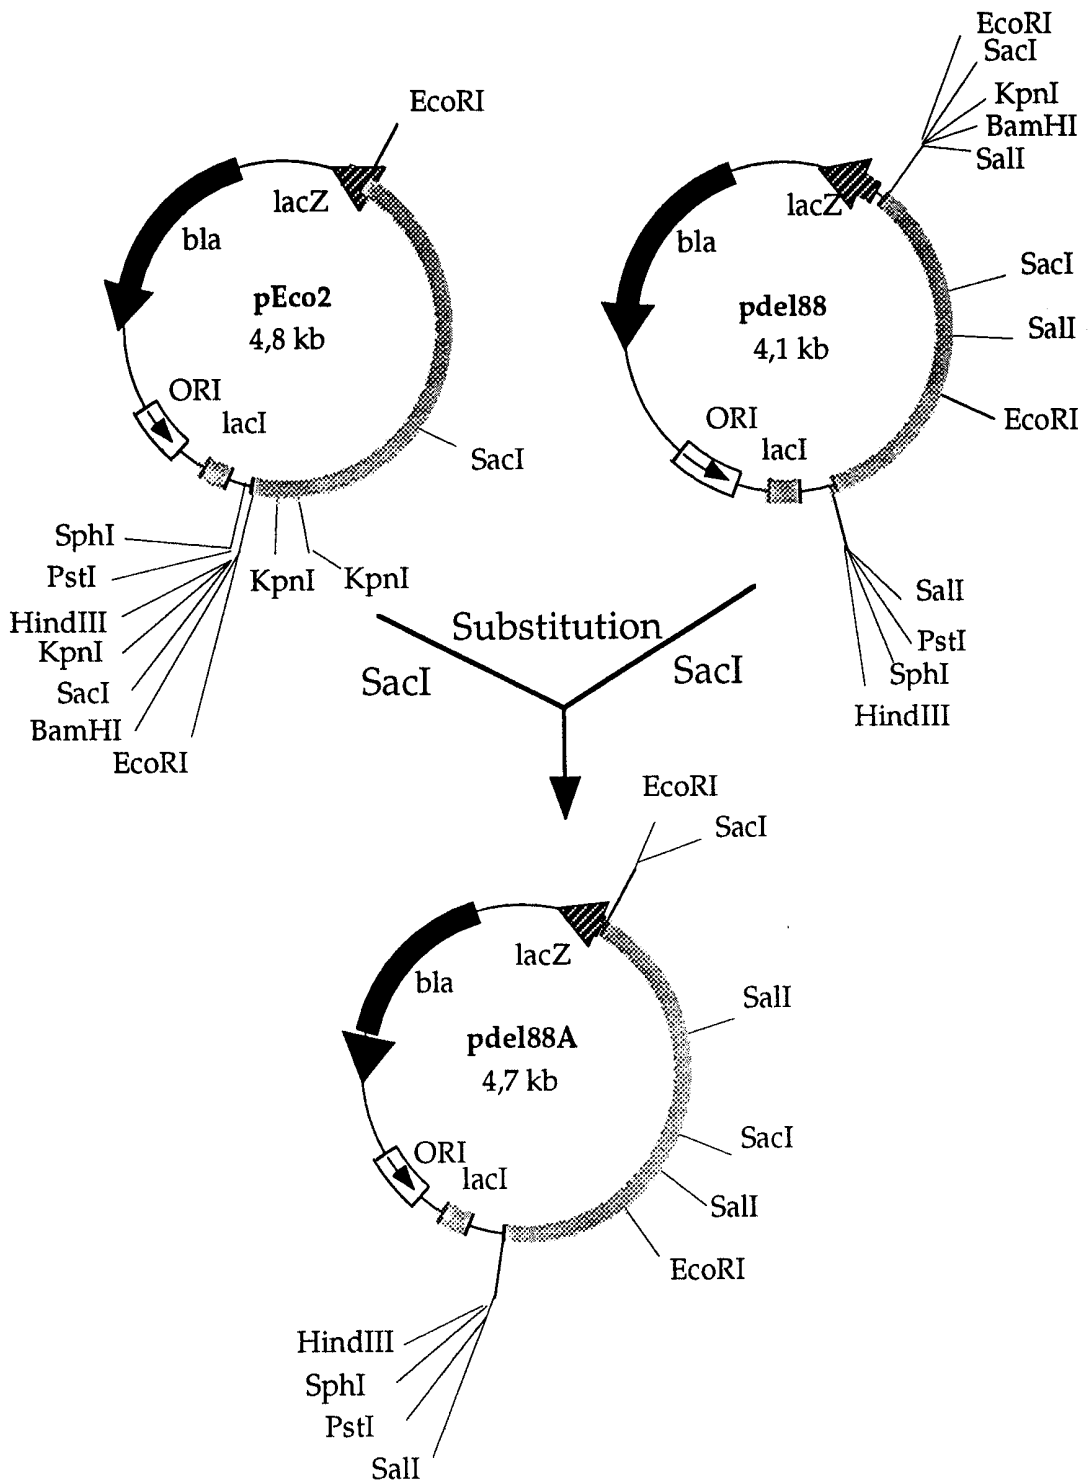 EcoRI
lacZ
bla
pEco2
4,8 kb
ORI
lacI
SacI
SphI
PstI
HindIII
KpnI
SacI
BamHI
EcoRI
KpnI
KpnI
EcoRI
SacI
KpnI
BamHI
SalI
lacZ
bla
pdel88
4,1 kb
SacI
SalI
EcoRI
ORI
lacI
SalI
PstI
SphI
HindIII
Substitution
SacI
SacI
EcoRI
SacI
lacZ
bla
pdel88A
4,7 kb
SalI
SacI
SalI
EcoRI
ORI
lacI
HindIII
SphI
PstI
SalI